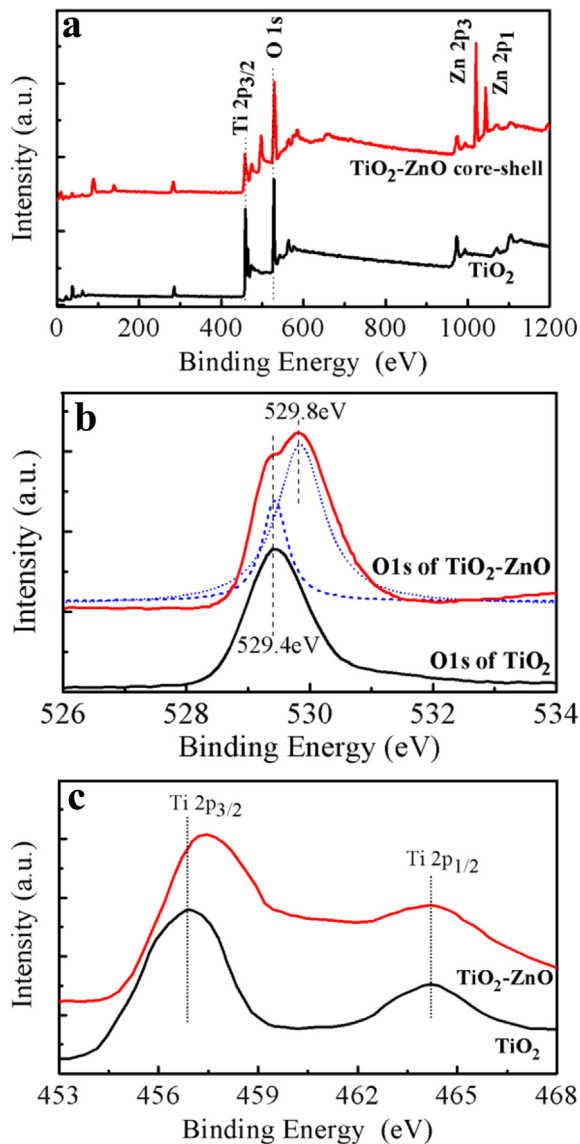 a
Intensity (a.u.)
Ti 2p3/2
O 1s
Zn 2p3
Zn 2p1
TiO2-ZnO core-shell
TiO2
0 200 400 600 800 1000 1200
Binding Energy (eV)
b
Intensity (a.u.)
529.8eV
O1s of TiO2-ZnO
529.4eV
O1s of TiO2
526 528 530 532 534
Binding Energy (eV)
c
Intensity (a.u.)
Ti 2p3/2
Ti 2p1/2
TiO2-ZnO
TiO2
453 456 459 462 465 468
Binding Energy (eV)